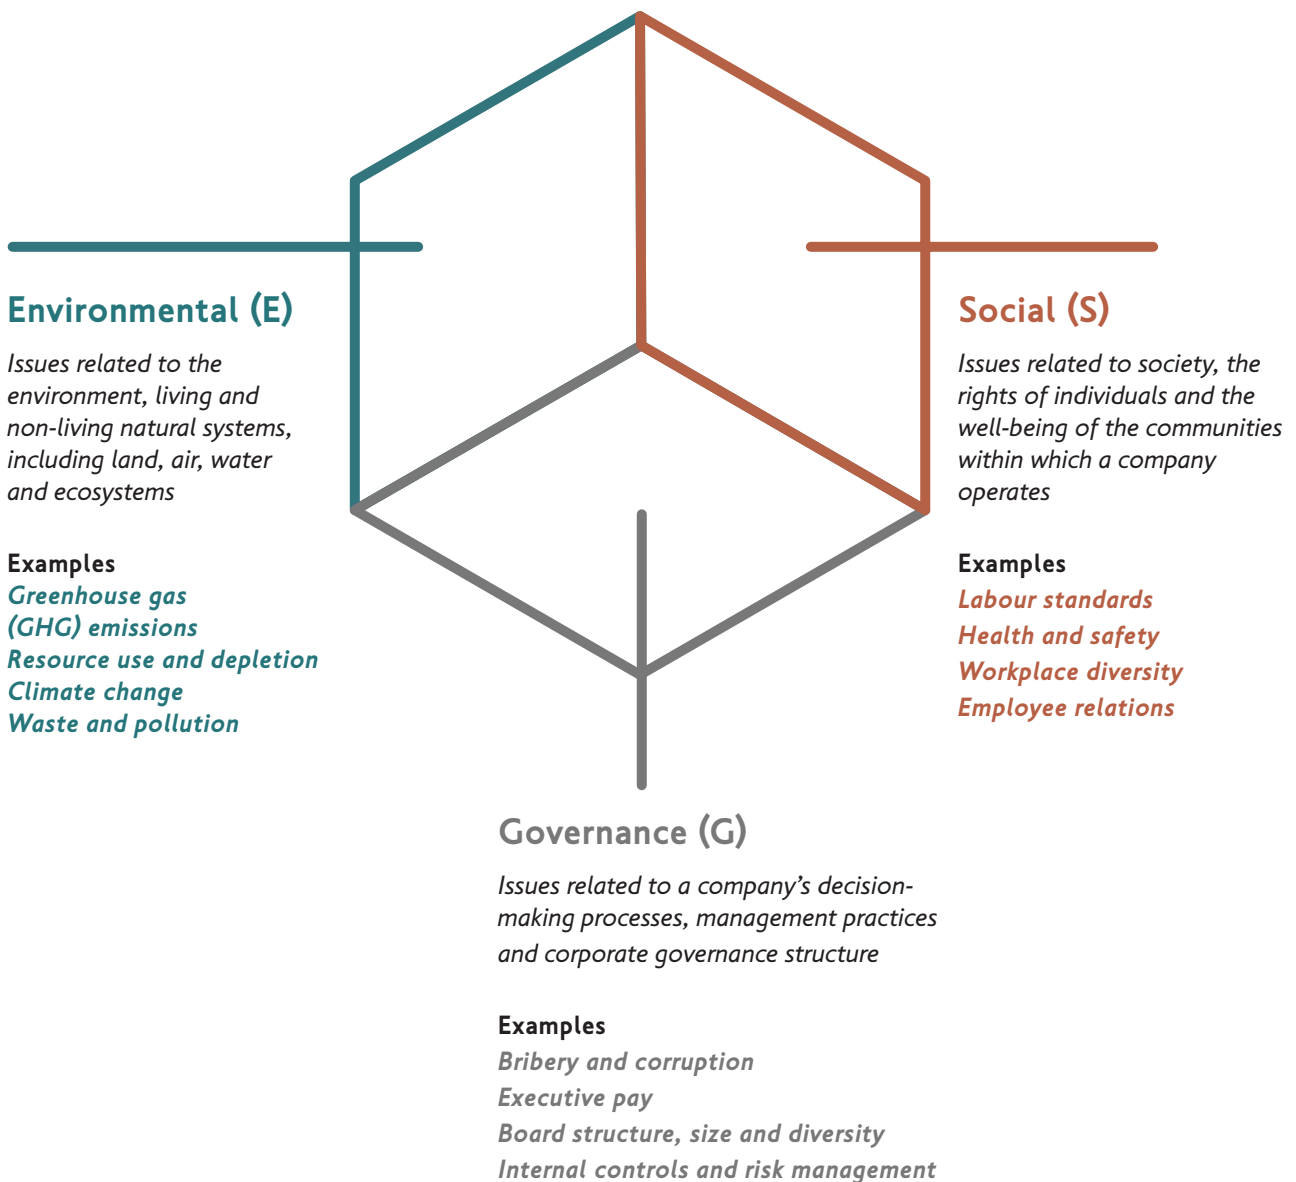 Environmental (E)
Issues related to the
environment, living and
non-living natural systems,
including land, air, water
and ecosystems
Examples
Greenhouse gas
(GHG) emissions
Resource use and depletion
Climate change
Waste and pollution
Social (S)
Issues related to society, the
rights of individuals and the
well-being of the communities
within which a company
operates
Examples
Labour standards
Health and safety
Workplace diversity
Employee relations
Governance (G)
Issues related to a company’s decision-
making processes, management practices
and corporate governance structure
Examples
Bribery and corruption
Executive pay
Board structure, size and diversity
Internal controls and risk management